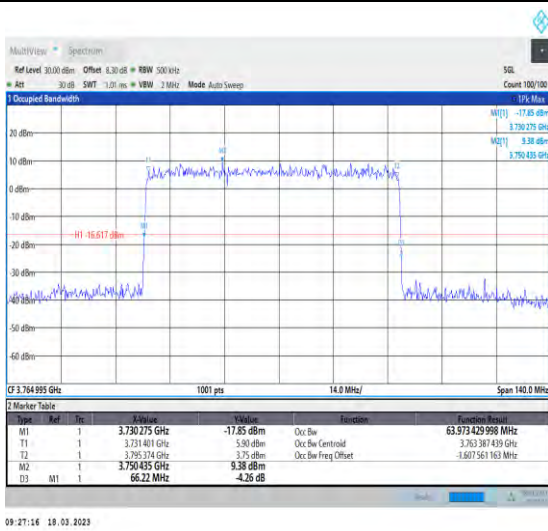 MultiView Spectrum
Ref Level 30.00 dBm Offset 8.30 dB RBW 500 kHz SGL
Att 30 dB SWT 1.01 ms VBW 2 MHz Mode Auto Sweep Count 100/100
1 Occupied Bandwidth 1Pk Max
M1[1] -17.85 dBm
3.730 275 GHz
M2[1] 9.38 dBm
3.750 435 GHz
20 dBm
10 dBm
0 dBm
-10 dBm
H1 -16.617 dBm
-20 dBm
-30 dBm
-40 dBm
-50 dBm
-60 dBm
CF 3.764 995 GHz 1001 pts 14.0 MHz/ Span 140.0 MHz
2 Marker Table
Type Ref Trc X-Value Y-Value Function Function Result
M1 1 3.730 275 GHz -17.85 dBm Occ Bw 63.973 429 998 MHz
T1 1 3.731 401 GHz 5.90 dBm Occ Bw Centroid 3.763 387 439 GHz
T2 1 3.795 374 GHz 3.75 dBm Occ Bw Freq Offset -1.607 561 163 MHz
M2 1 3.750 435 GHz 9.38 dBm
D3 M1 1 66.22 MHz -4.26 dB
09:27:16 18.03.2023